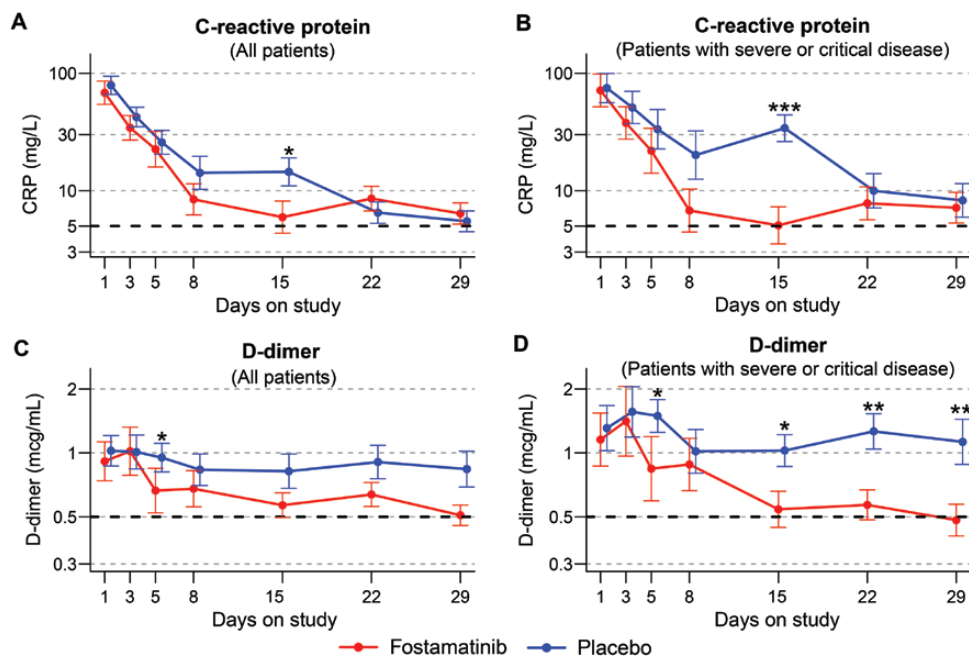 A
C-reactive protein
(All patients)
CRP (mg/L)
100
30
10
5
3
*
1 3 5 8 15 22 29
Days on study
B
C-reactive protein
(Patients with severe or critical disease)
CRP (mg/L)
100
30
10
5
3
***
1 3 5 8 15 22 29
Days on study
C
D-dimer
(All patients)
D-dimer (mcg/mL)
2
1
0.5
0.3
*
1 3 5 8 15 22 29
Days on study
D
D-dimer
(Patients with severe or critical disease)
D-dimer (mcg/mL)
2
1
0.5
0.3
* * ** **
1 3 5 8 15 22 29
Days on study
Fostamatinib Placebo